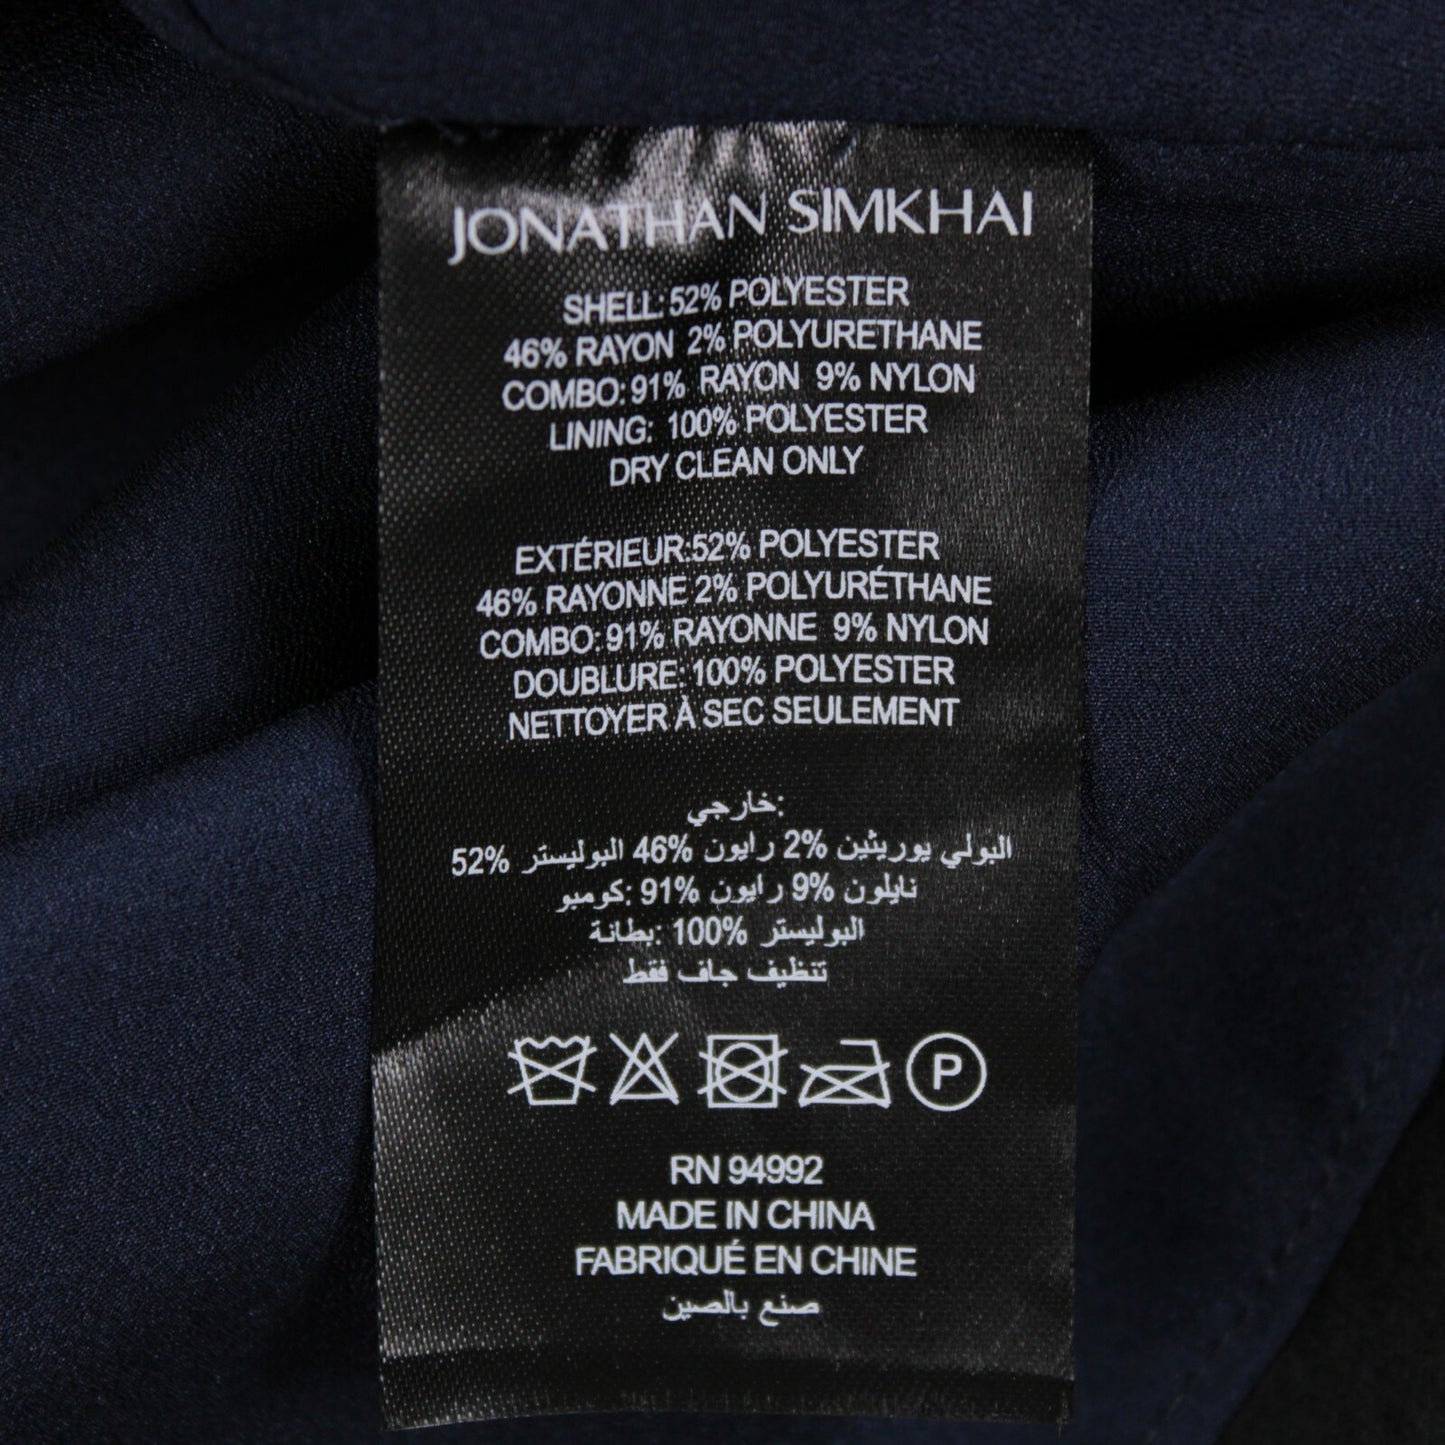 JONATHAN SIMKHAI
SHELL: 52% POLYESTER
46% RAYON 2% POLYURETHANE
COMBO: 91% RAYON 9% NYLON
LINING: 100% POLYESTER
DRY CLEAN ONLY
EXTÉRIEUR:52% POLYESTER
46% RAYONNE 2% POLYURÉTHANE
COMBO: 91% RAYONNE 9% NYLON
DOUBLURE: 100% POLYESTER
NETTOYER À SEC SEULEMENT
:خارجي
البولي يوريثين 2% رايون 46% البوليستر 52%
نايلون 9% رايون 91% :كومبو
البوليستر 100% :بطانة
تنظيف جاف فقط
P
RN 94992
MADE IN CHINA
FABRIQUÉ EN CHINE
صنع بالصين